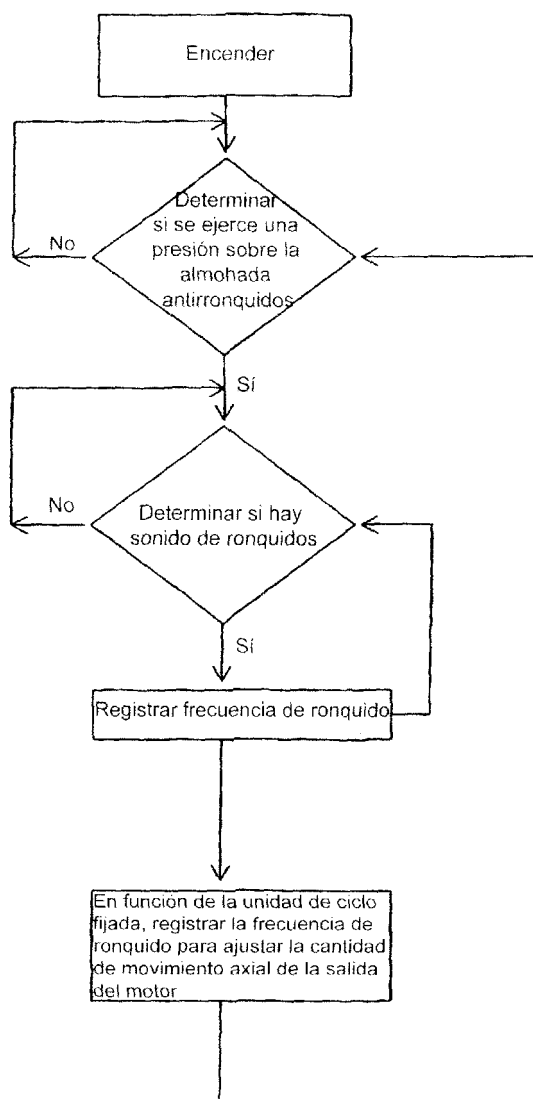 Encender
Determinar
si se ejerce una
presión sobre la
almohada
antirronquidos
No
Sí
Determinar si hay
sonido de ronquidos
No
Sí
Registrar frecuencia de ronquido
En función de la unidad de ciclo
fijada, registrar la frecuencia de
ronquido para ajustar la cantidad
de movimiento axial de la salida
del motor